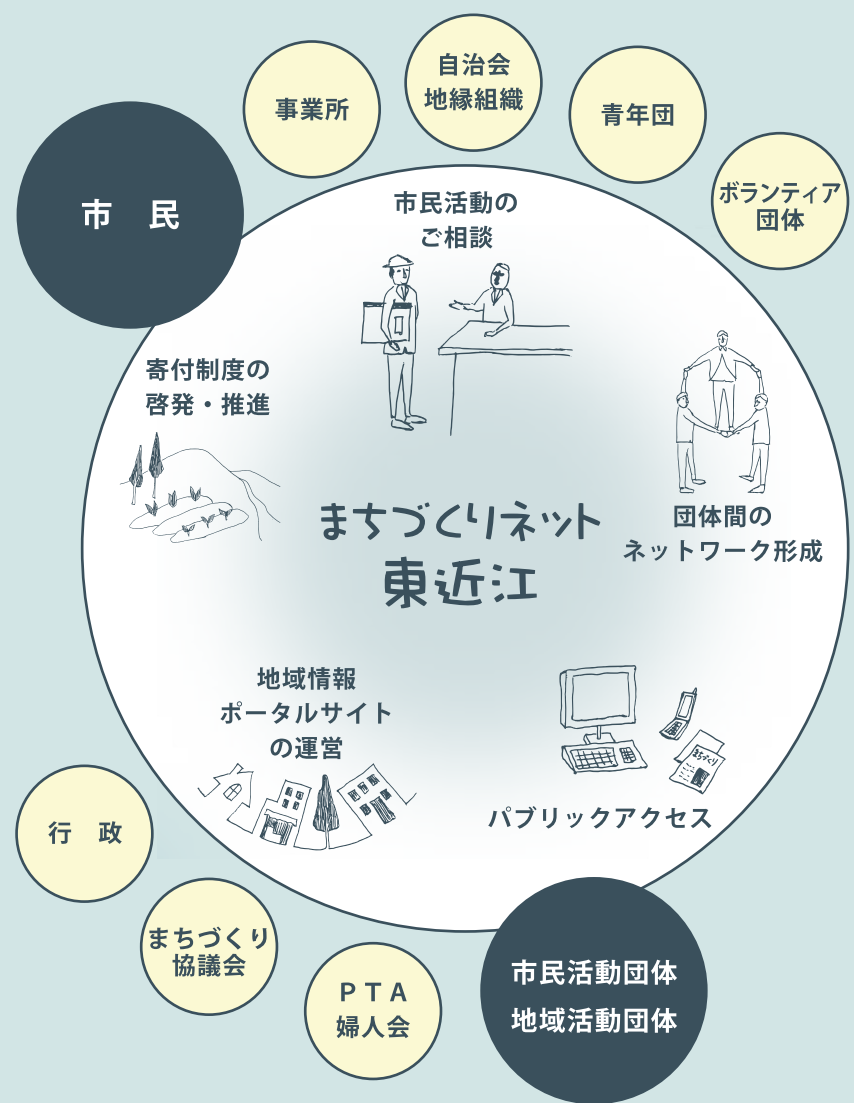 自治会
地縁組織
事業所
青年団
ボランティア
団体
市 民
市民活動の
ご相談
寄付制度の
啓発・推進
団体間の
ネットワーク形成
まちづくりネット
東近江
地域情報
ポータルサイト
の運営
まちづくり
パブリックアクセス
行 政
まちづくり
協議会
PTA
婦人会
市民活動団体
地域活動団体